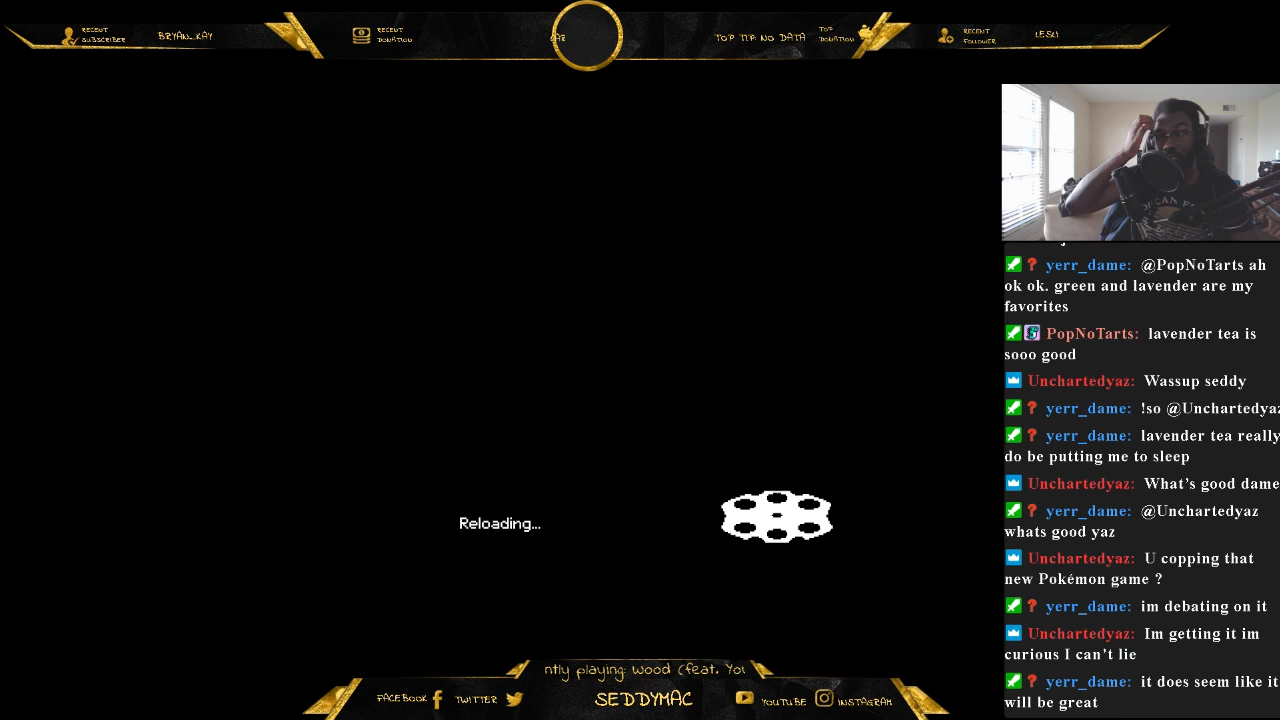 RECENT SUBSCRIBER
BRYAN_KAY
RECENT DONATION
TOP TIP: NO DATA
TOP DONATION
RECENT FOLLOWER
yerr_dame: @PopNoTarts ah
ok ok. green and lavender are my
favorites
PopNoTarts: lavender tea is
sooo good
Unchartedyaz: Wassup seddy
yerr_dame: !so @Unchartedyaz
yerr_dame: lavender tea really
do be putting me to sleep
Unchartedyaz: What's good dame
yerr_dame: @Unchartedyaz
whats good yaz
Unchartedyaz: U copping that
new Pokémon game ?
yerr_dame: im debating on it
Unchartedyaz: Im getting it im
curious I can't lie
yerr_dame: it does seem like it
will be great
Reloading...
ntly playing: Wood (feat. You
FACEBOOK
TWITTER
SEDDYMAC
YOUTUBE
INSTAGRAM